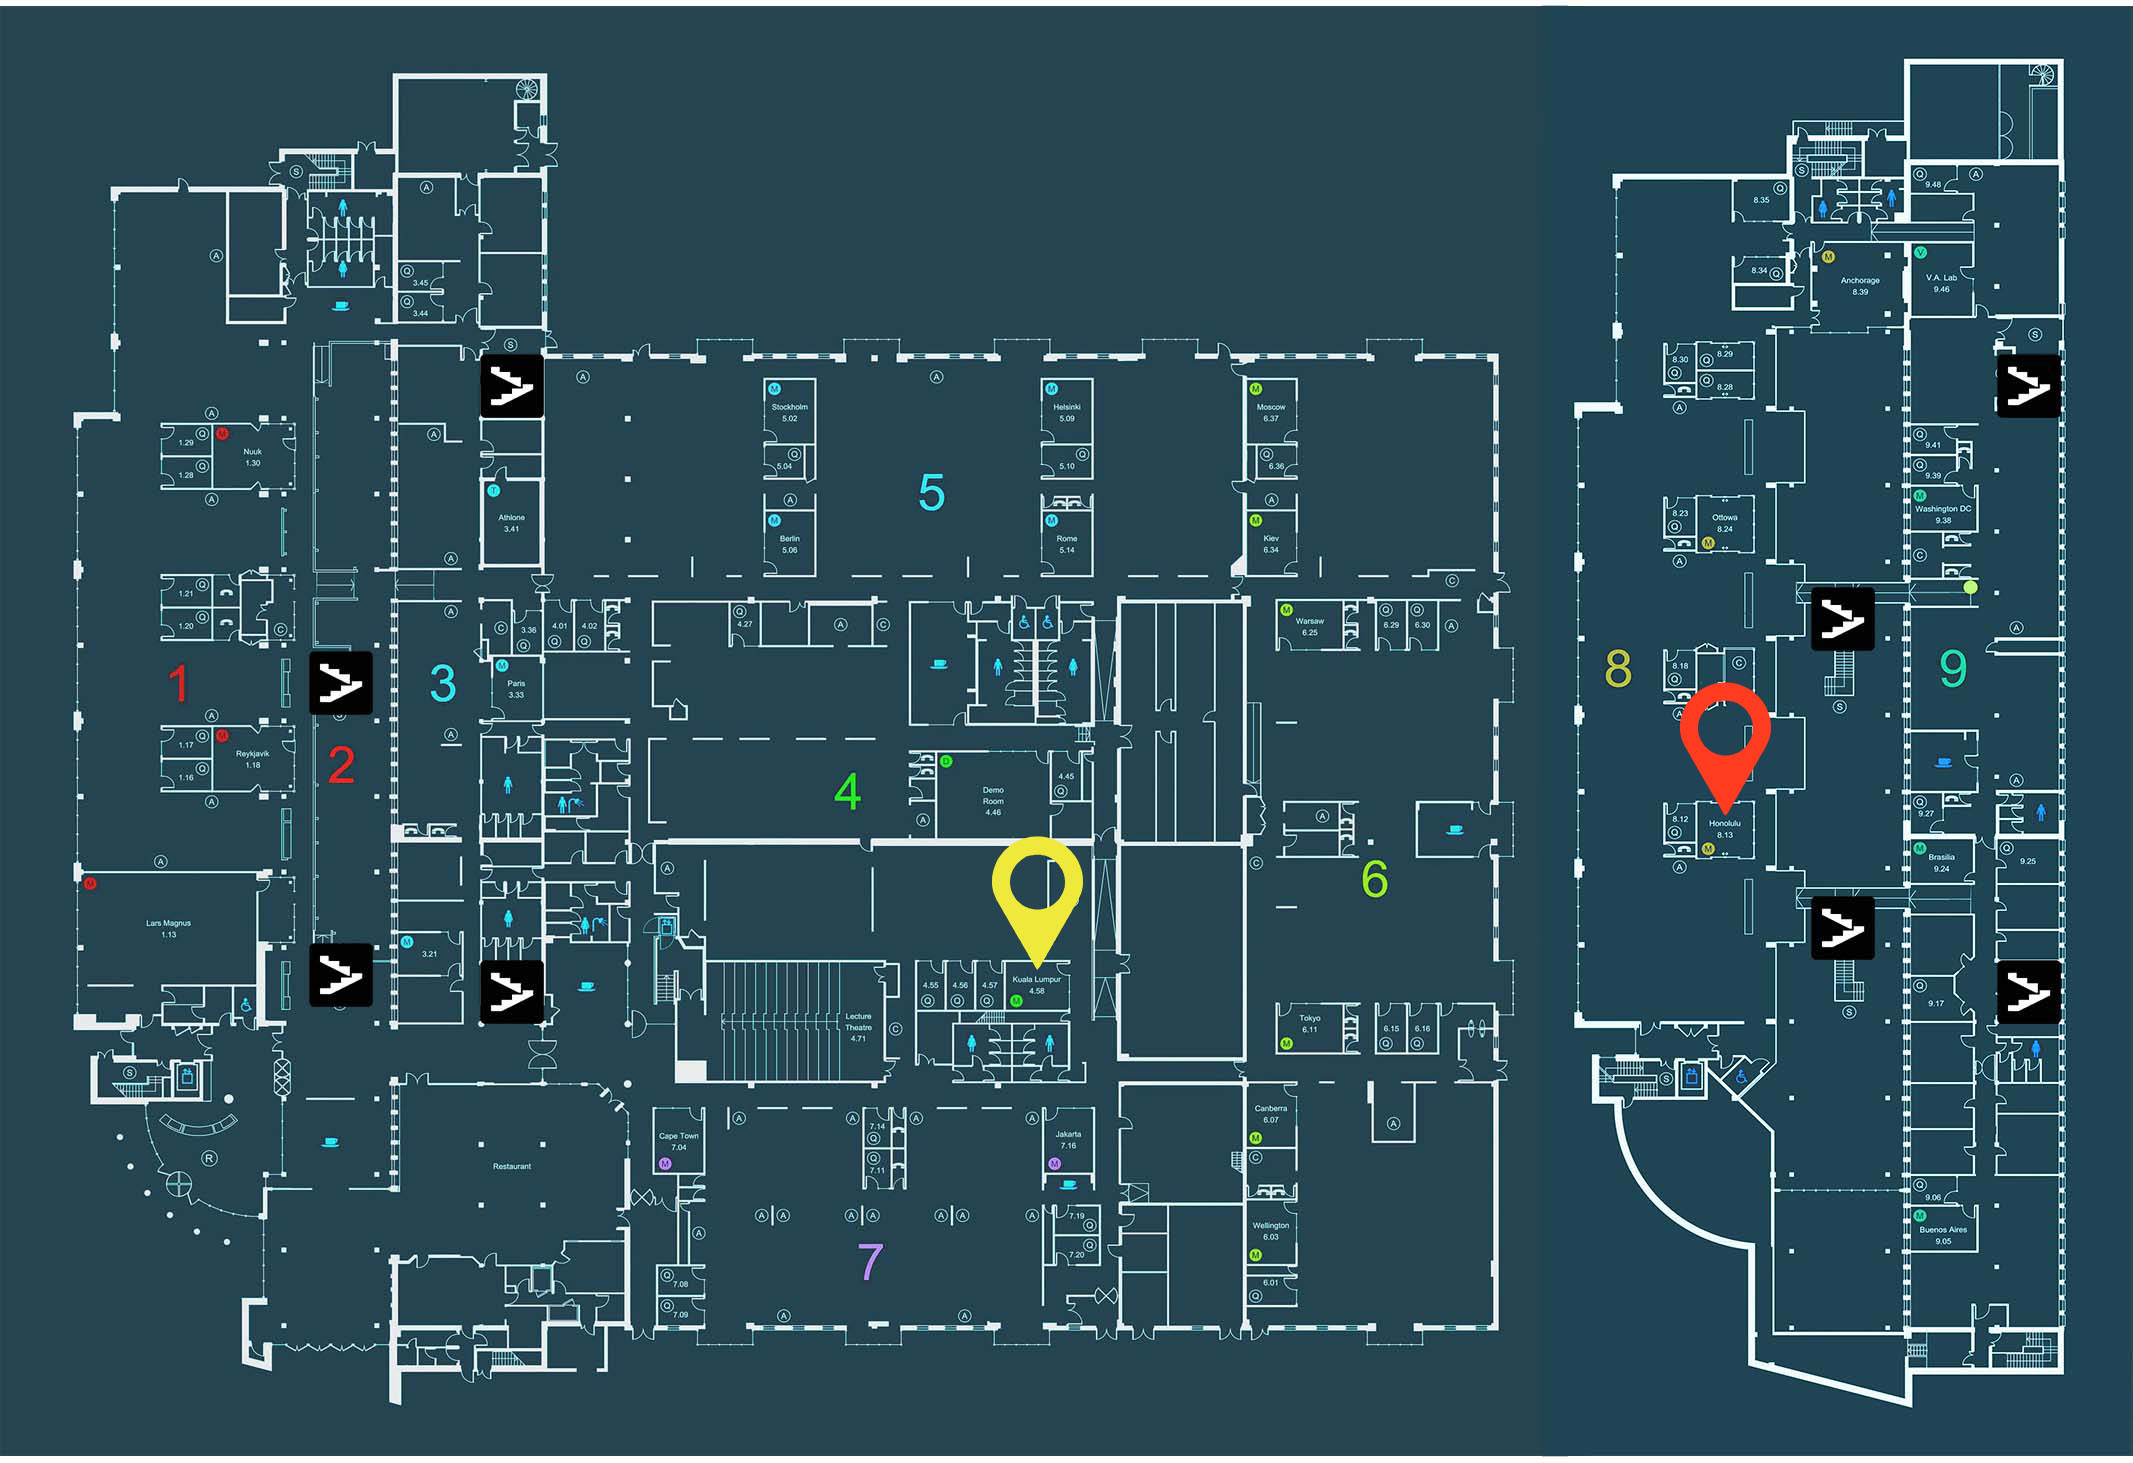 S
A
A
Q
3.45
Q
3.44
S
A
A
A
Q
1.29
M
Nuuk
1.30
Q
1.28
A
A
T
Athlone
3.41
A
A
M
Stockholm
5.02
Q
5.04
A
M
Berlin
5.06
5
M
Helsinki
5.09
Q
5.10
M
Rome
5.14
M
Moscow
6.37
Q
6.36
A
M
Kiev
6.34
C
Q
1.21
Q
1.20
C
1
A
2
3
A
C
3.36
Q
4.01
Q
4.02
Q
M
Paris
3.33
A
Q
4.27
A
C
M
Warsaw
6.25
Q
6.29
Q
6.30
A
Q
1.17
Q
1.16
M
Reykjavik
1.18
A
A
4
D
Demo
Room
4.46
A
4.45
Q
A
C
6
M
Lars Magnus
1.13
M
3.21
A
4.55
Q
4.56
Q
4.57
Q
Kuala Lumpur
4.58
M
Lecture
Theatre
4.71
C
Tokyo
6.11
M
6.15
Q
6.16
Q
S
R
Restaurant
Cape Town
7.04
M
A
A
7.14
Q
Q
7.11
A
A
Jakarta
7.16
M
Canberra
6.07
M
C
A
A
A
A
A
A
A
A
A
7
7.19
Q
Q
7.20
Wellington
6.03
M
6.01
Q
Q
7.08
Q
7.09
A
A
S
Q
8.35
8.34
Q
M
Anchorage
8.39
Q
9.48
A
V
V.A. Lab
9.46
S
8.30
Q
8.29
Q
Q
8.28
A
8.23
Q
Ottowa
8.24
M
A
Q
9.41
Q
9.39
M
Washington DC
9.38
C
A
8
8.18
Q
C
A
S
9
8.12
Q
Honolulu
8.13
M
A
A
Q
9.27
M
Brasilia
9.24
Q
9.25
S
Q
9.17
S
Q
9.06
M
Buenos Aires
9.05